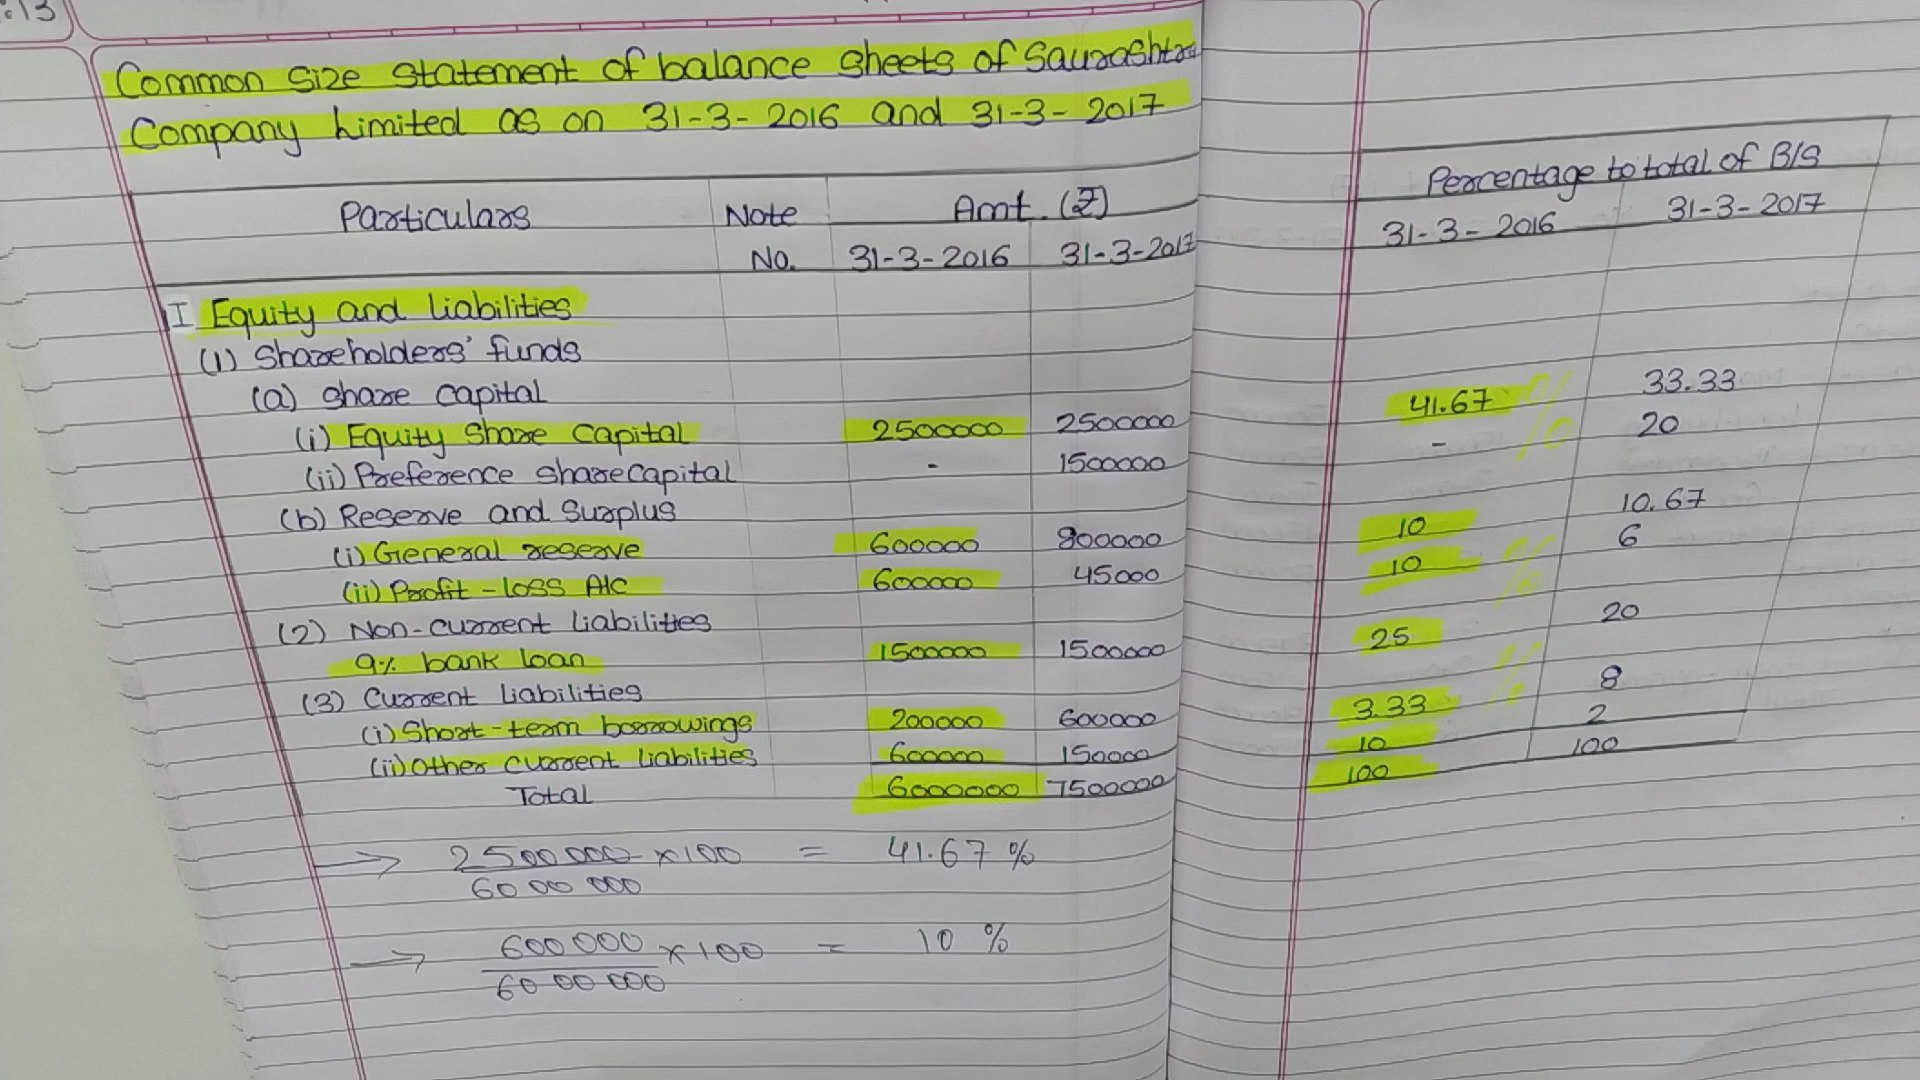 :13
Common size statement of balance sheets of Saurashtra
Company Limited as on 31-3-2016 and 31-3-2017
Particulars Note No. Amt. (₹) Percentage to total of B/S
31-3-2016 31-3-2017 31-3-2016 31-3-2017
I Equity and Liabilities
(1) Shareholders' funds
(a) Share capital
(i) Equity Share Capital 2500000 2500000 41.67 % 33.33
(ii) Preference share capital - 1500000 - 20
(b) Reserve and Surplus
(i) General reserve 600000 800000 10 10.67
(ii) Profit - loss A/C 600000 45000 10 6
(2) Non-current Liabilities
9% bank loan 1500000 1500000 25 20
(3) Current Liabilities
(i) Short-term borrowings 200000 600000 3.33 8
(ii) Other current liabilities 600000 150000 10 2
Total 6000000 7500000 100 100
→ 2500000 / 6000000 ×100 = 41.67 %
→ 600000 / 6000000 ×100 = 10 %